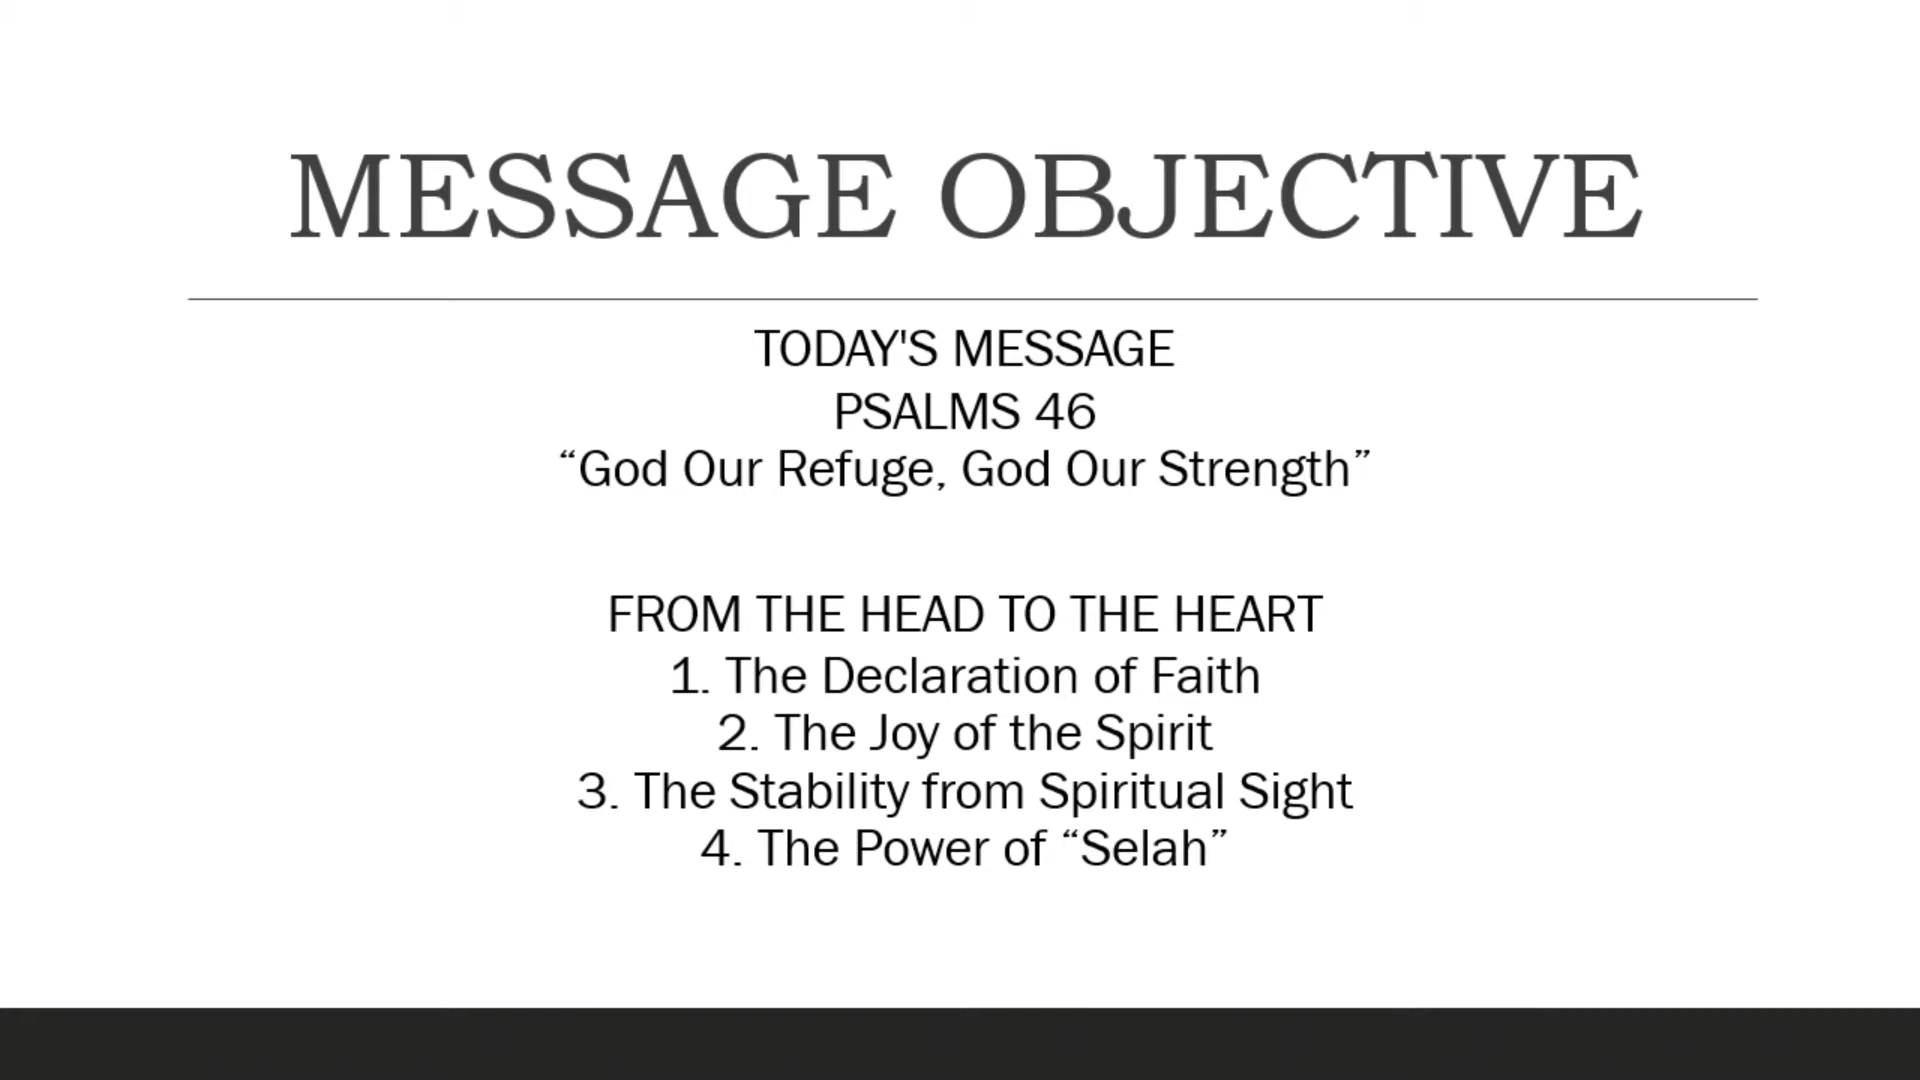 MESSAGE OBJECTIVE
TODAY'S MESSAGE
PSALMS 46
“God Our Refuge, God Our Strength”
FROM THE HEAD TO THE HEART
1. The Declaration of Faith
2. The Joy of the Spirit
3. The Stability from Spiritual Sight
4. The Power of “Selah”